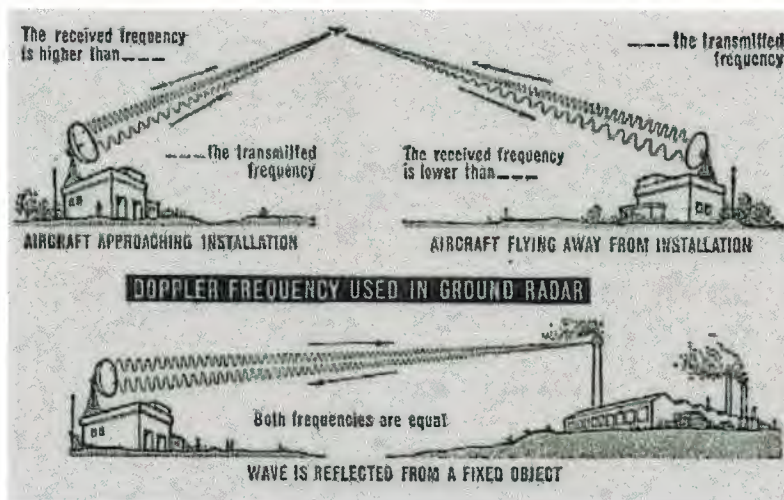 The received frequency
is higher than———
———the transmitted
frequency
———the transmitted
frequency
The received frequency
is lower than———
AIRCRAFT APPROACHING INSTALLATION
AIRCRAFT FLYING AWAY FROM INSTALLATION
DOPPLER FREQUENCY USED IN GROUND RADAR
Both frequencies are equal
WAVE IS REFLECTED FROM A FIXED OBJECT